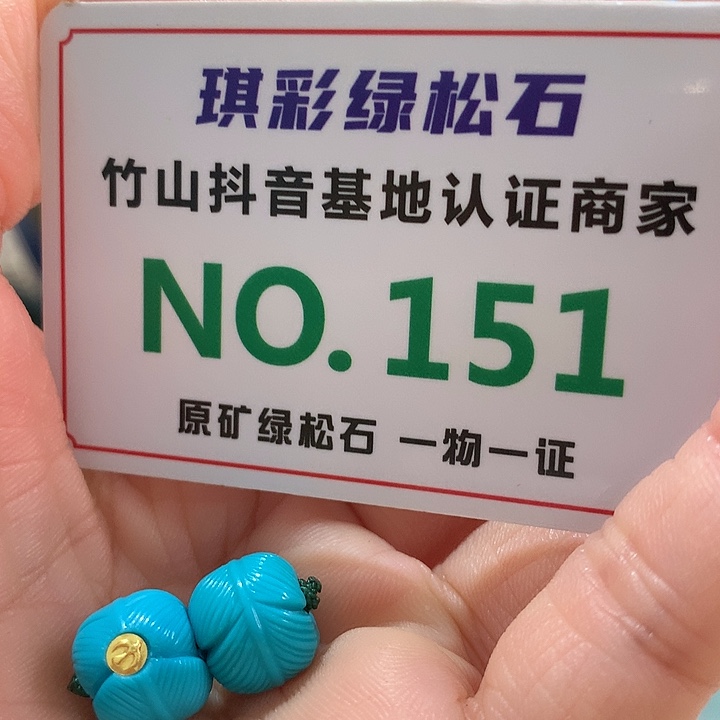 琪彩绿松石
竹山抖音基地认证商家
NO.151
原矿绿松石 一物一证